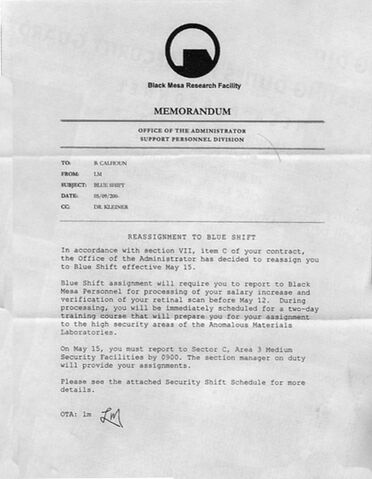 Black Mesa Research Facility
MEMORANDUM
OFFICE OF THE ADMINISTRATOR
SUPPORT PERSONNEL DIVISION
TO: B. CALHOUN
FROM: LM
SUBJECT: BLUE SHIFT
DATE: 05/09/200-
CC: DR. KLEINER
REASSIGNMENT TO BLUE SHIFT
In accordance with section VII, item C of your contract,
the Office of the Administrator has decided to reassign you
to Blue Shift effective May 15.
Blue Shift assignment will require you to report to Black
Mesa Personnel for processing of your salary increase and
verification of your retinal scan before May 12. During
processing, you will be immediately scheduled for a two-day
training course that will prepare you for your assignment
to the high security areas of the Anomalous Materials
Laboratories.
On May 15, you must report to Sector C, Area 3 Medium
Security Facilities by 0900. The section manager on duty
will provide your assignments.
Please see the attached Security Shift Schedule for more
details.
OTA: lm LM